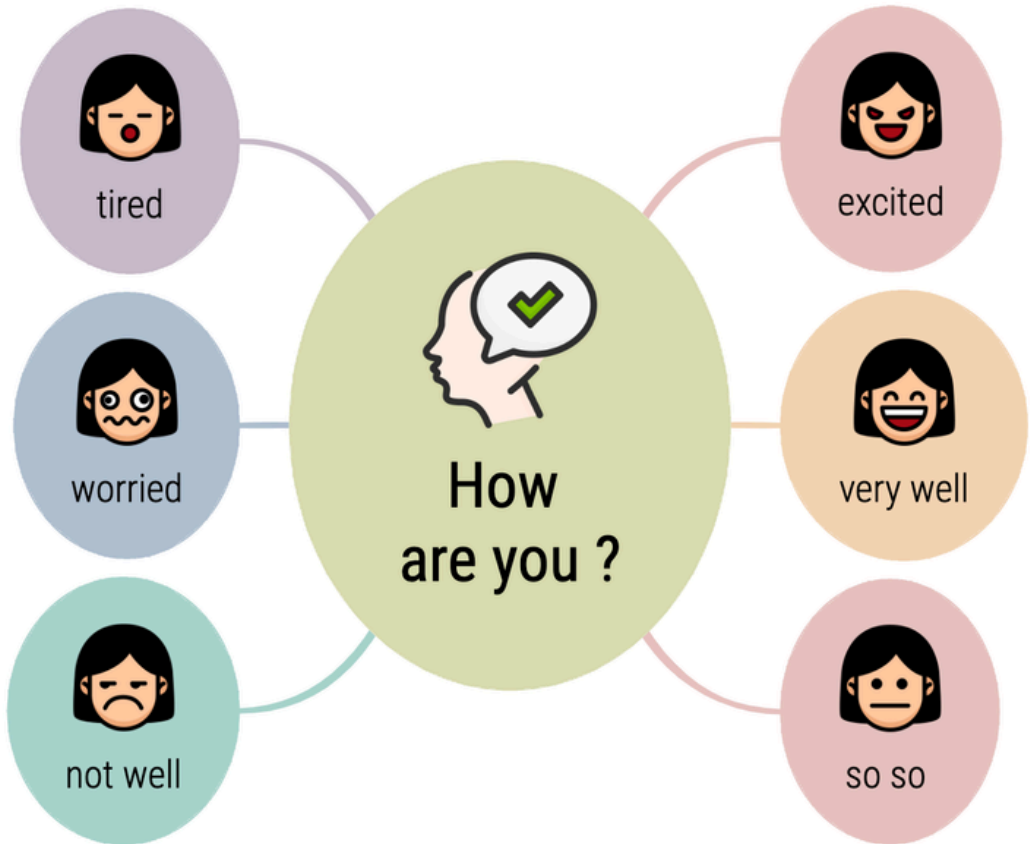 How
are you ?
tired
worried
not well
excited
very well
so so